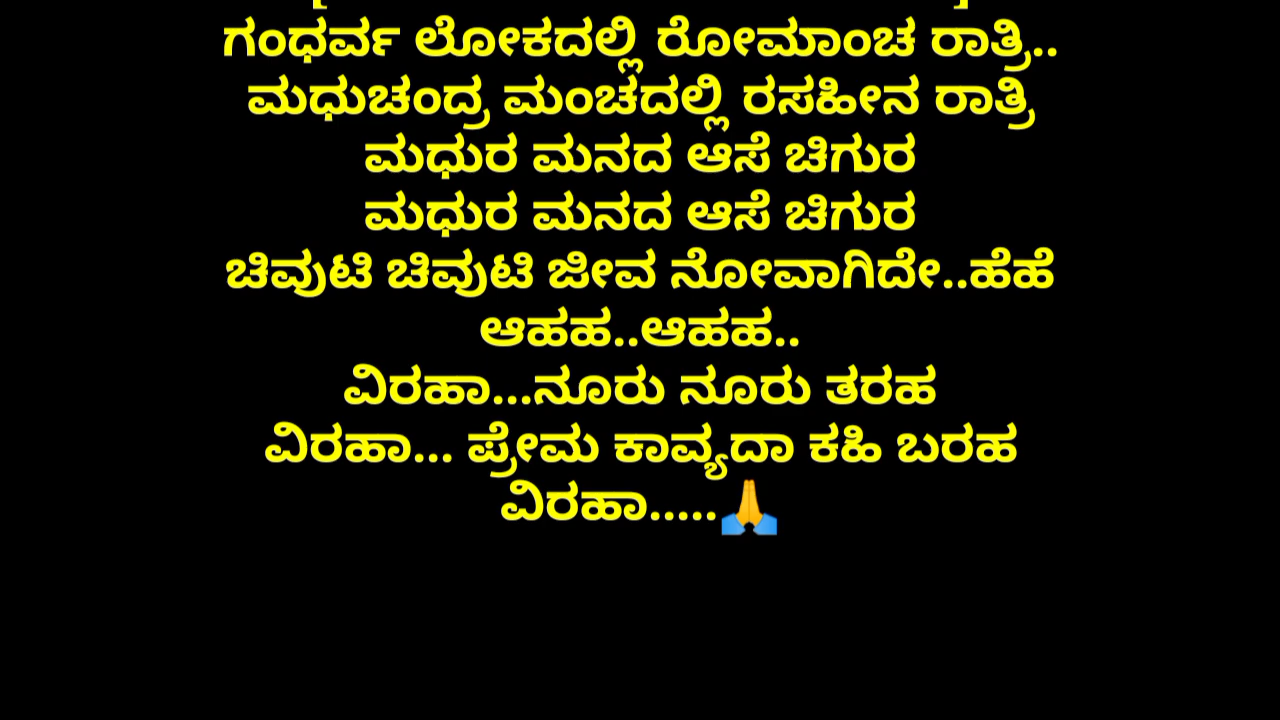 ಗಂಧರ್ವ ಲೋಕದಲ್ಲಿ ರೋಮಾಂಚ ರಾತ್ರಿ..
ಮಧುಚಂದ್ರ ಮಂಚದಲ್ಲಿ ರಸಹೀನ ರಾತ್ರಿ
ಮಧುರ ಮನದ ಆಸೆ ಚಿಗುರ
ಮಧುರ ಮನದ ಆಸೆ ಚಿಗುರ
ಚಿವುಟಿ ಚಿವುಟಿ ಜೀವ ನೋವಾಗಿದೇ..ಹೆಹೆ
ಆಹಹ..ಆಹಹ..
ವಿರಹಾ...ನೂರು ನೂರು ತರಹ
ವಿರಹಾ... ಪ್ರೇಮ ಕಾವ್ಯದಾ ಕಹಿ ಬರಹ
ವಿರಹಾ.....🙏